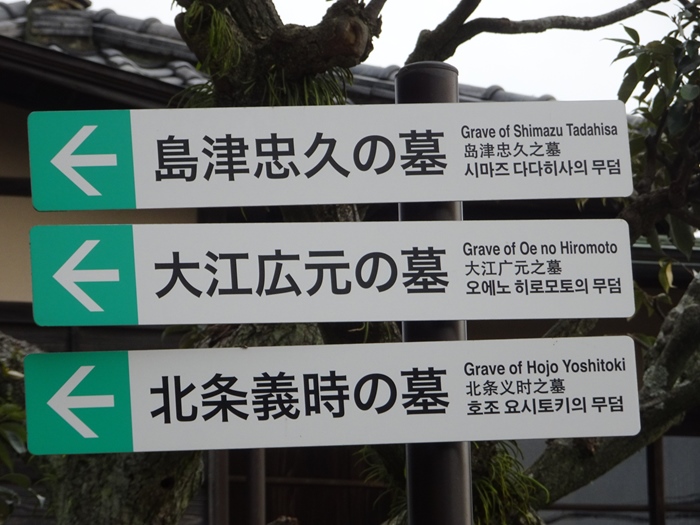 島津忠久の墓
Grave of Shimazu Tadahisa
岛津忠久之墓
시마즈 다다히사의 무덤
大江広元の墓
Grave of Oe no Hiromoto
大江广元之墓
오에노 히로모토의 무덤
北条義時の墓
Grave of Hojo Yoshitoki
北条义时之墓
호조 요시토키의 무덤